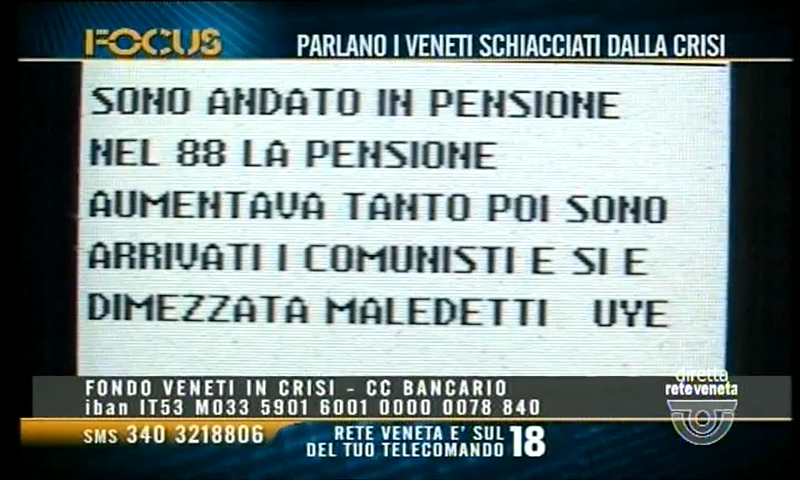 FOCUS
PARLANO I VENETI SCHIACCIATI DALLA CRISI
SONO ANDATO IN PENSIONE
NEL 88 LA PENSIONE
AUMENTAVA TANTO POI SONO
ARRIVATI I COMUNISTI E SI E
DIMEZZATA MALEDETTI UYE
FONDO VENETI IN CRISI - CC BANCARIO
iban IT53 M033 5901 6001 0000 0078 840
diretta
reteveneta
SMS 340 3218806
RETE VENETA E' SUL
DEL TUO TELECOMANDO 18